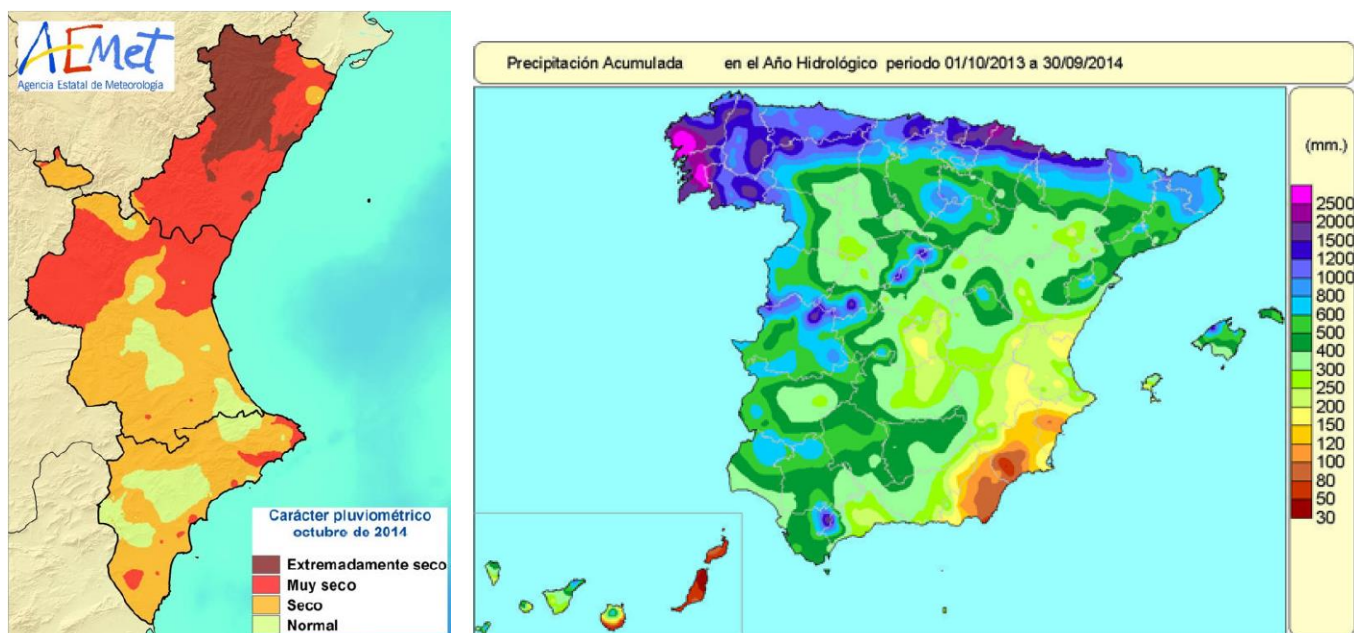 AEMet
Agencia Estatal de Meteorología
Carácter pluviométrico
octubre de 2014
Extremadamente seco
Muy seco
Seco
Normal
Precipitación Acumulada en el Año Hidrológico periodo 01/10/2013 a 30/09/2014
(mm.)
2500
2000
1500
1200
1000
800
600
500
400
300
250
200
150
120
100
80
50
30